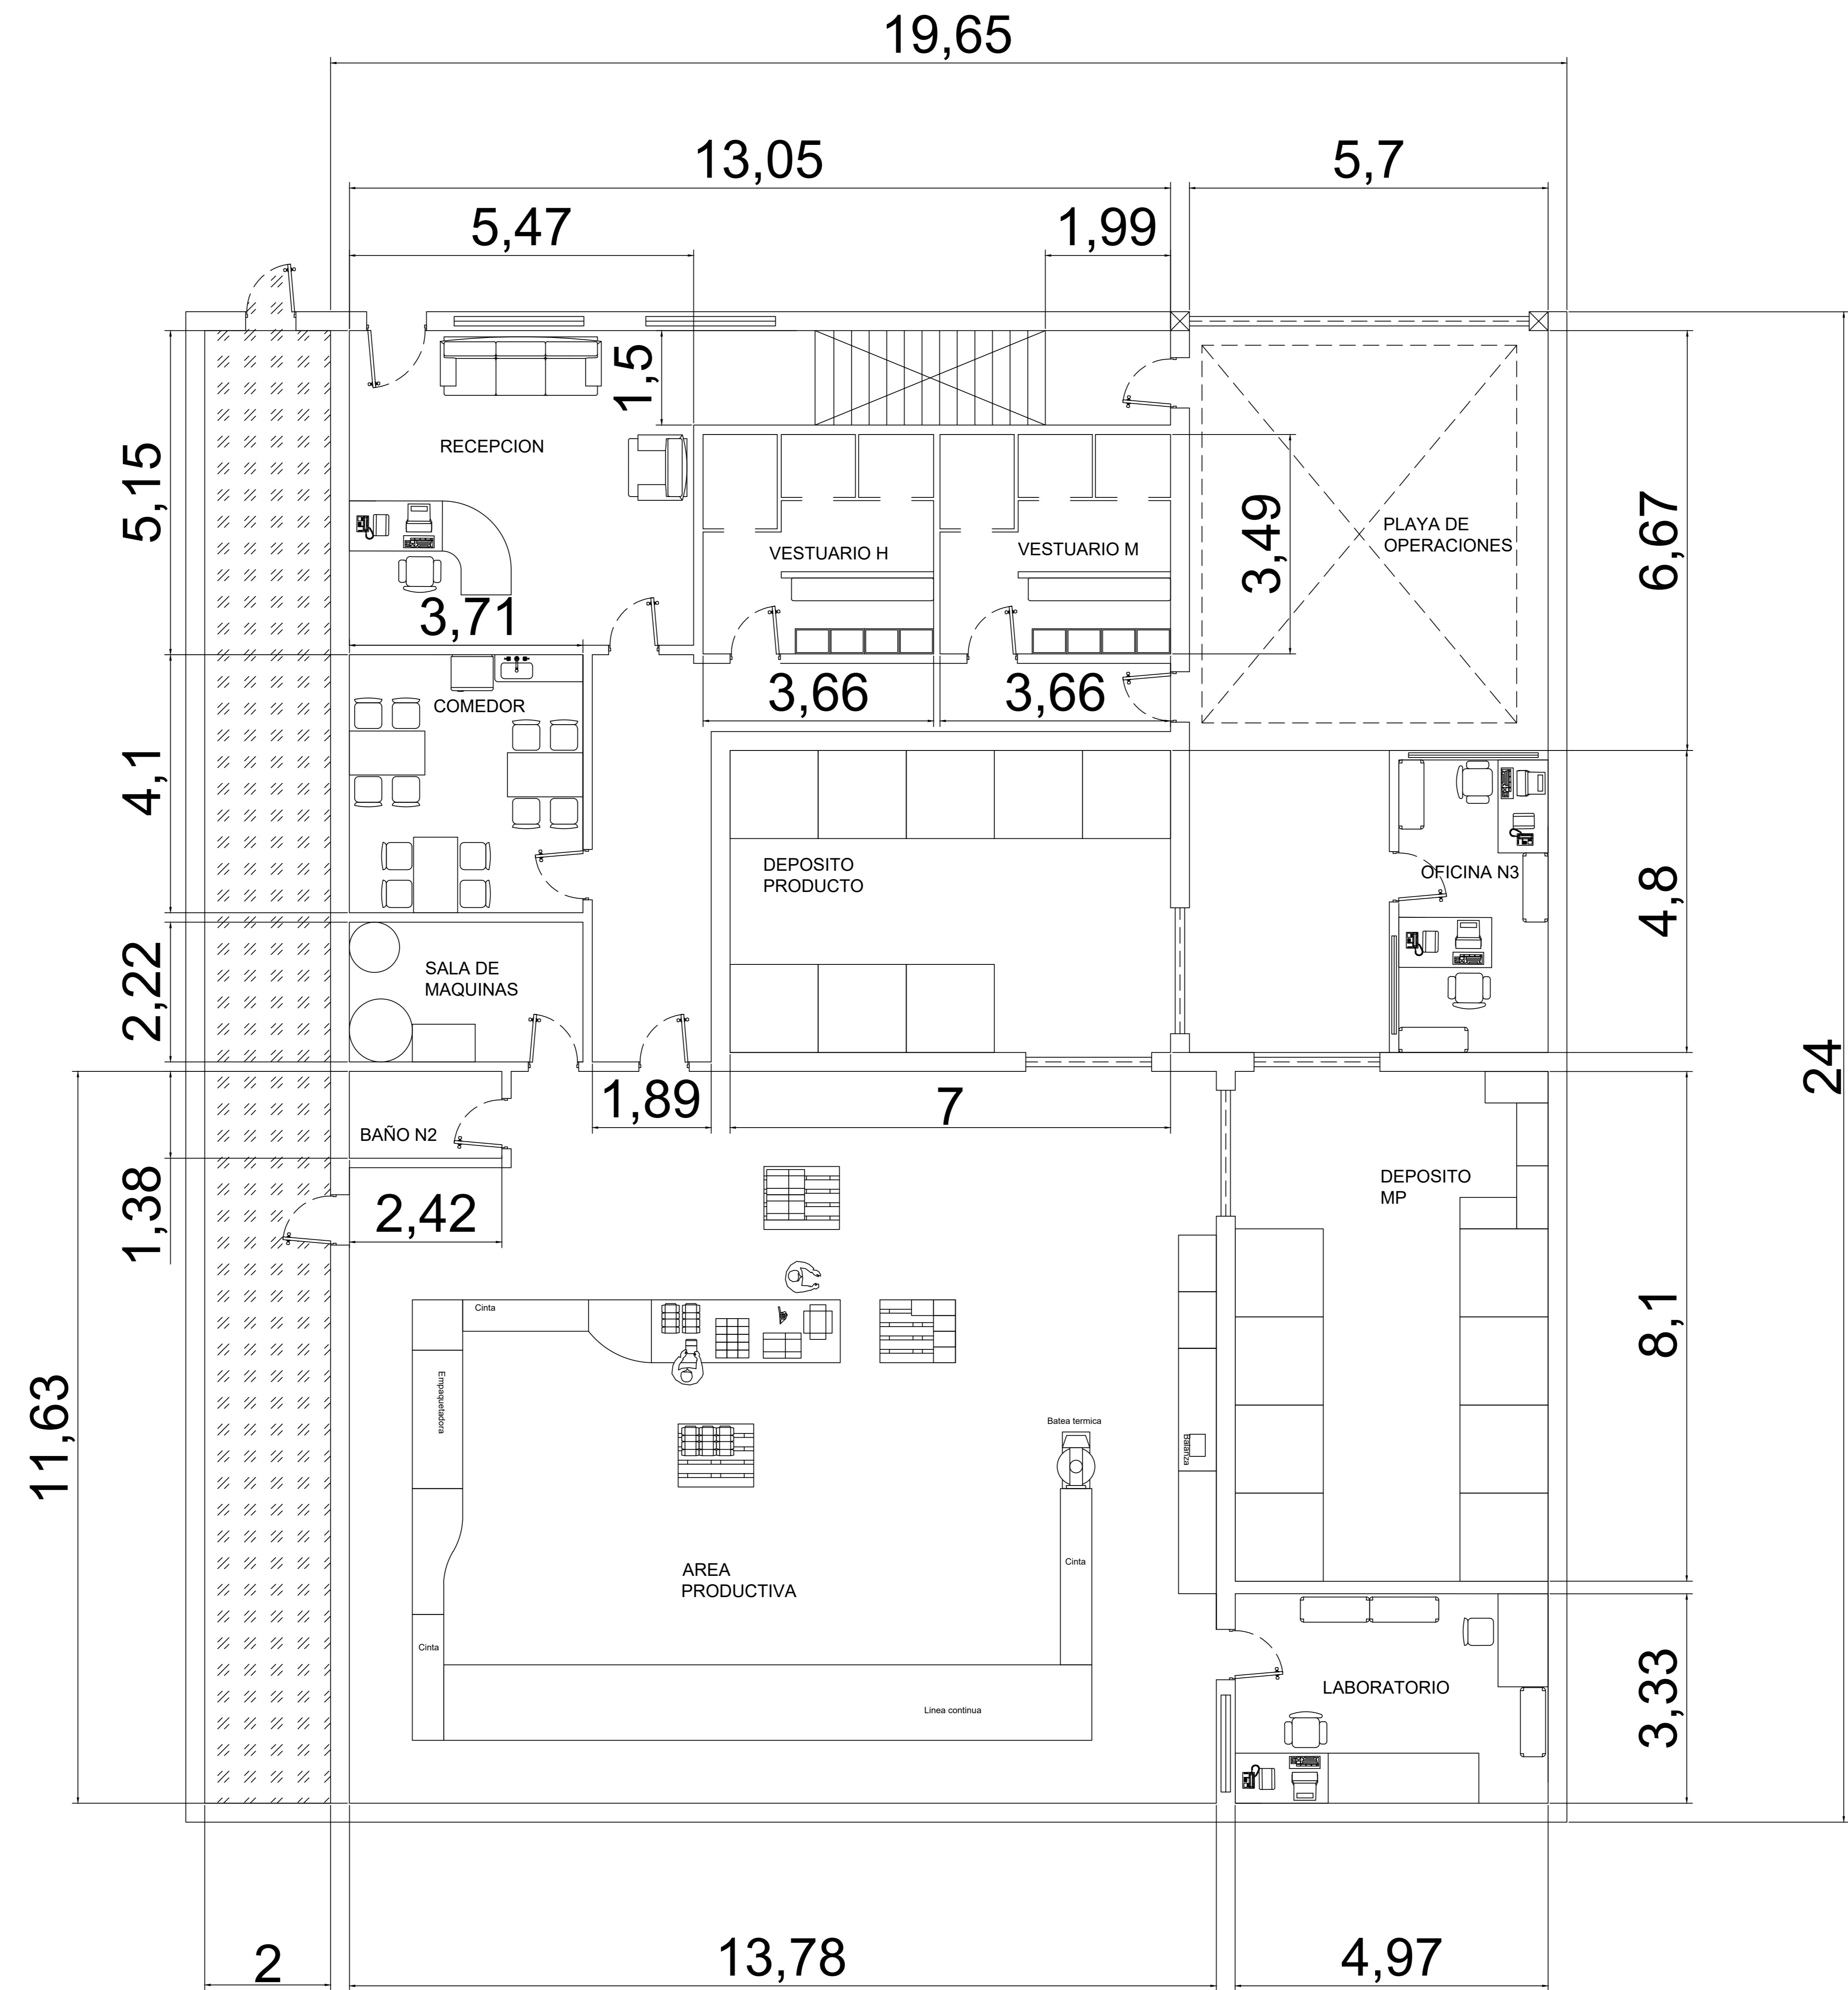 19,65
13,05
5,7
5,47
1,99
1,5
RECEPCION
5,15
3,49
6,67
PLAYA DE
OPERACIONES
VESTUARIO H
VESTUARIO M
3,71
3,66
3,66
COMEDOR
4,1
DEPOSITO
PRODUCTO
OFICINA N3
4,8
2,22
SALA DE
MAQUINAS
24
1,89
7
BAÑO N2
1,38
2,42
DEPOSITO
MP
8,1
Cinta
Empaquetadora
11,63
Batea termica
Balanza
AREA
PRODUCTIVA
Cinta
Cinta
LABORATORIO
3,33
Linea continua
2
13,78
4,97